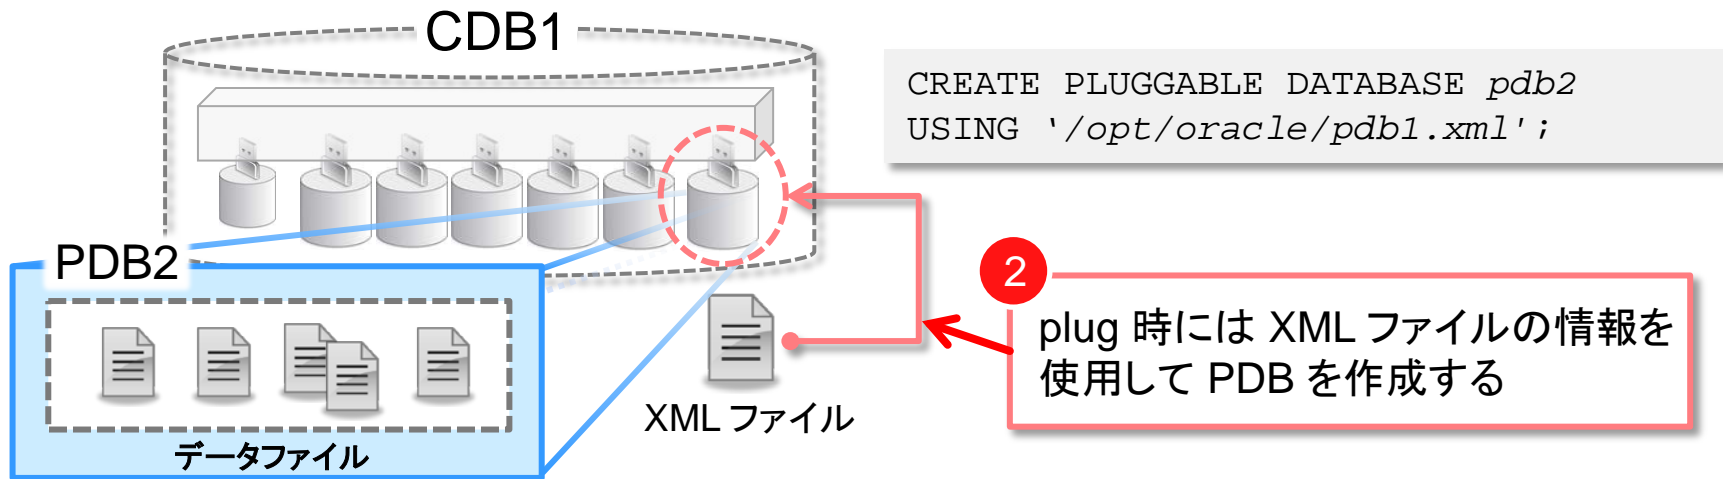 CDB1
CREATE PLUGGABLE DATABASE pdb2
USING ‘/opt/oracle/pdb1.xml’;
PDB2
データファイル
XML ファイル
2
plug 時には XML ファイルの情報を
使用して PDB を作成する